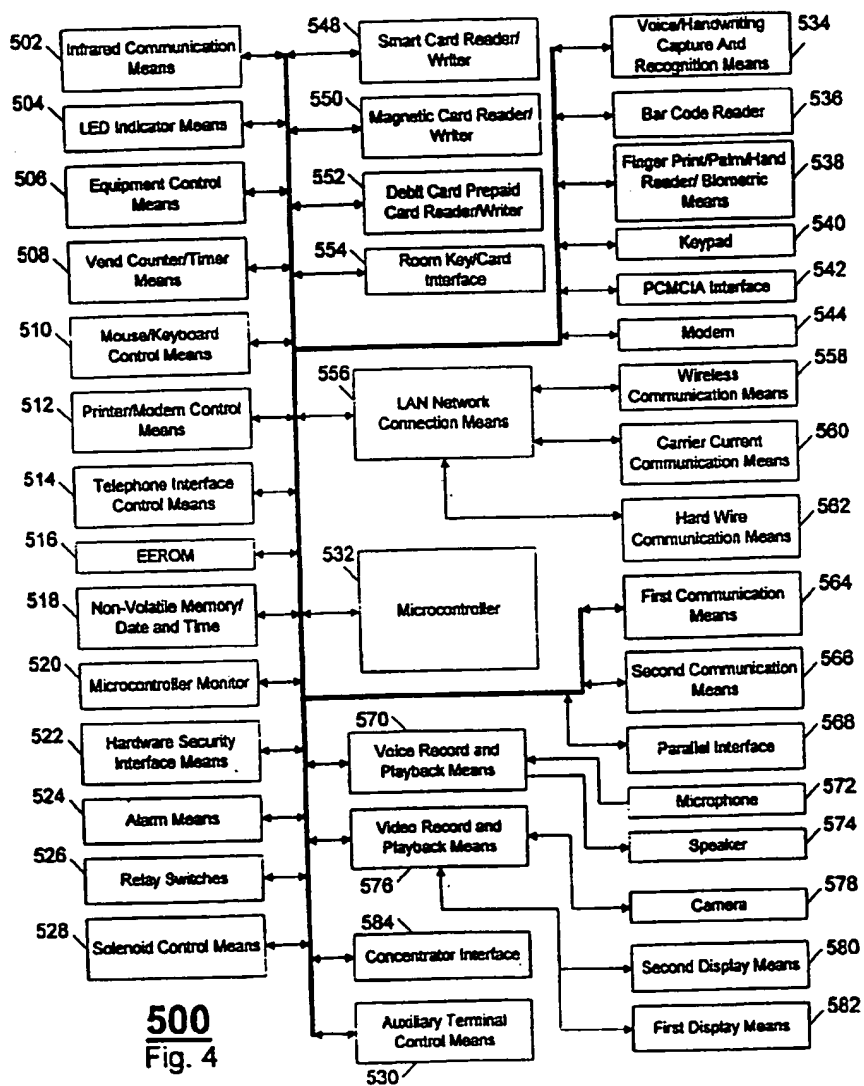 502
Infrared Communication
Means
504
LED Indicator Means
506
Equipment Control
Means
508
Vend Counter/Timer
Means
510
Mouse/Keyboard
Control Means
512
Printer/Modem Control
Means
514
Telephone Interface
Control Means
516
EEROM
518
Non-Volatile Memory/
Date and Time
520
Microcontroller Monitor
522
Hardware Security
Interface Means
524
Alarm Means
526
Relay Switches
528
Solenoid Control Means
548
Smart Card Reader/
Writer
550
Magnetic Card Reader/
Writer
552
Debit Card Prepaid
Card Reader/Writer
554
Room Key/Card
Interface
556
LAN Network
Connection Means
532
Microcontroller
570
Voice Record and
Playback Means
Video Record and
Playback Means
576
584
Concentrator Interface
Auxiliary Terminal
Control Means
530
Voice/Handwriting
Capture And
Recognition Means
534
Bar Code Reader
536
Finger Print/Palm/Hand
Reader/ Biometric
Means
538
Keypad
540
PCMCIA Interface
542
Modem
544
Wireless
Communication Means
558
Carrier Current
Communication Means
560
Hard Wire
Communication Means
562
First Communication
Means
564
Second Communication
Means
566
Parallel Interface
568
Microphone
572
Speaker
574
Camera
578
Second Display Means
580
First Display Means
582
500
Fig. 4